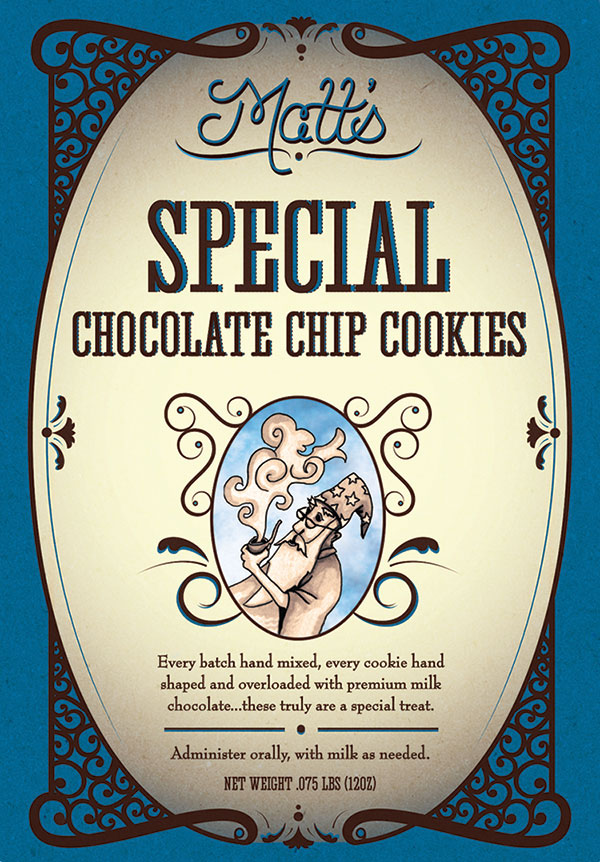 Matt's
SPECIAL
CHOCOLATE CHIP COOKIES
Every batch hand mixed, every cookie hand
shaped and overloaded with premium milk
chocolate...these truly are a special treat.
Administer orally, with milk as needed.
NET WEIGHT .075 LBS (12OZ)